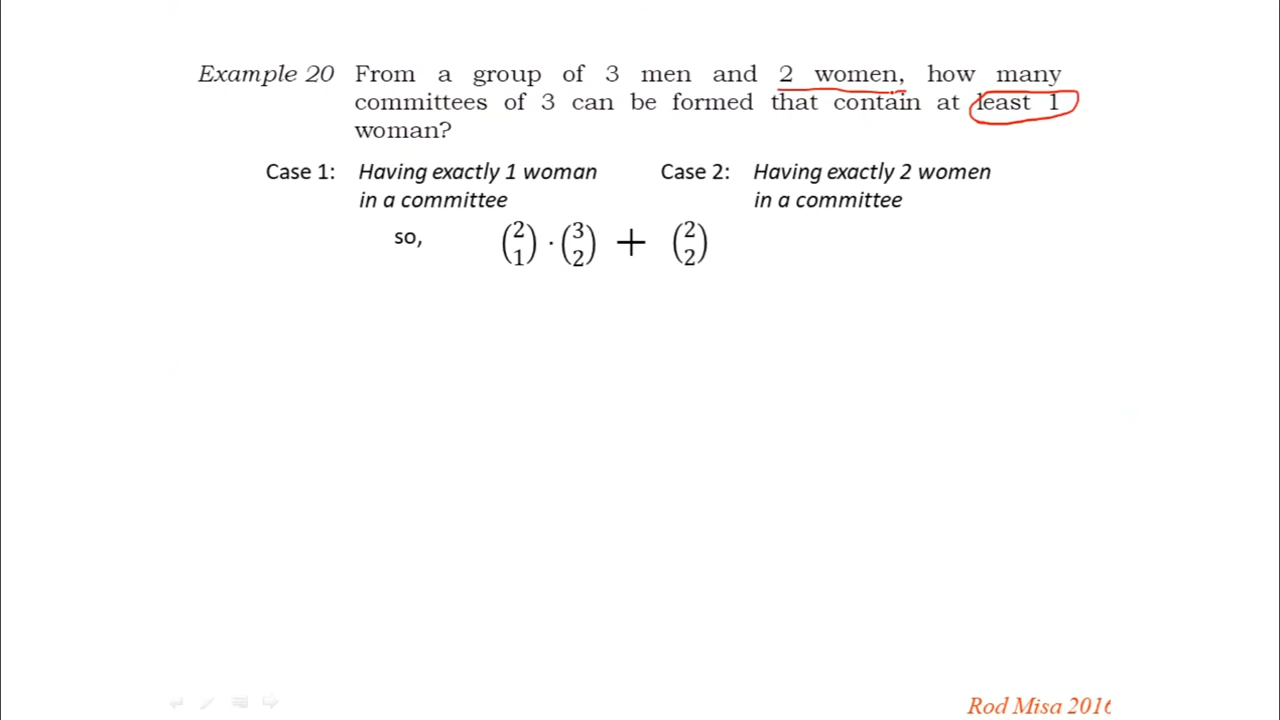 Example 20 From a group of 3 men and 2 women, how many
committees of 3 can be formed that contain at least 1
woman?
Case 1: Having exactly 1 woman Case 2: Having exactly 2 women
in a committee in a committee
so, (2 1) · (3 2) + (2 2)
Rod Misa 2016